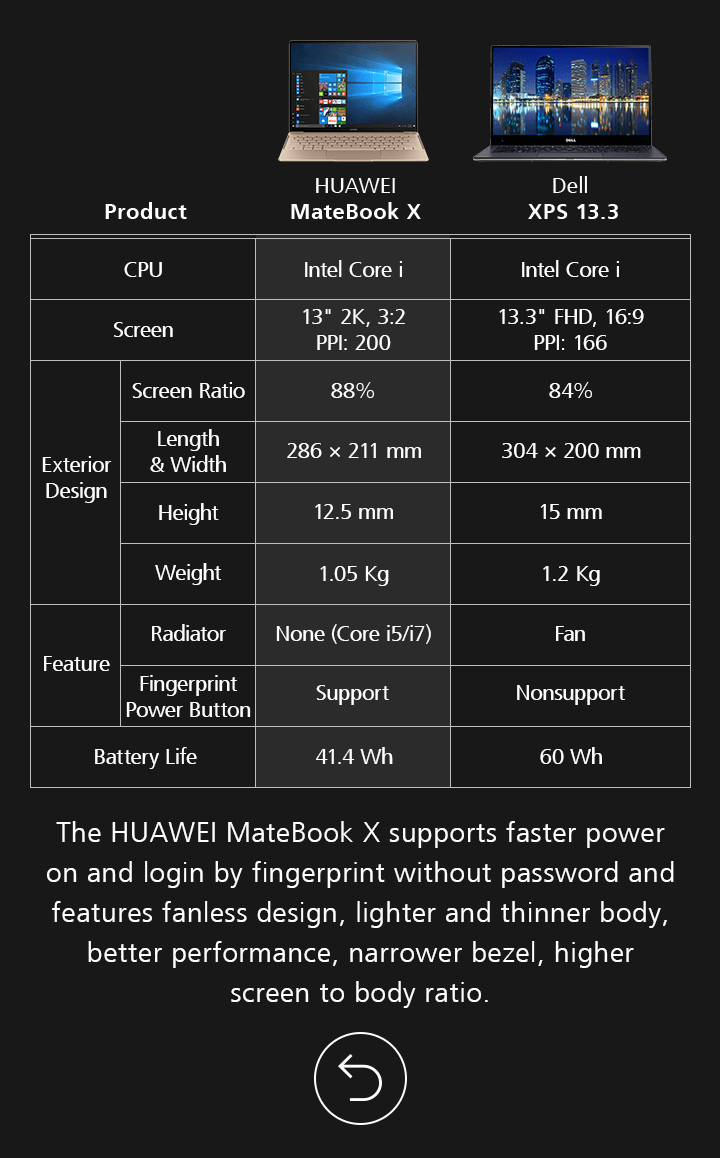 HUAWEI
MateBook X
Dell
XPS 13.3
Product
CPU
Intel Core i
Intel Core i
Screen
13" 2K, 3:2
PPI: 200
13.3" FHD, 16:9
PPI: 166
Exterior
Design
Screen Ratio
88%
84%
Length
& Width
286 × 211 mm
304 × 200 mm
Height
12.5 mm
15 mm
Weight
1.05 Kg
1.2 Kg
Feature
Radiator
None (Core i5/i7)
Fan
Fingerprint
Power Button
Support
Nonsupport
Battery Life
41.4 Wh
60 Wh
The HUAWEI MateBook X supports faster power
on and login by fingerprint without password and
features fanless design, lighter and thinner body,
better performance, narrower bezel, higher
screen to body ratio.